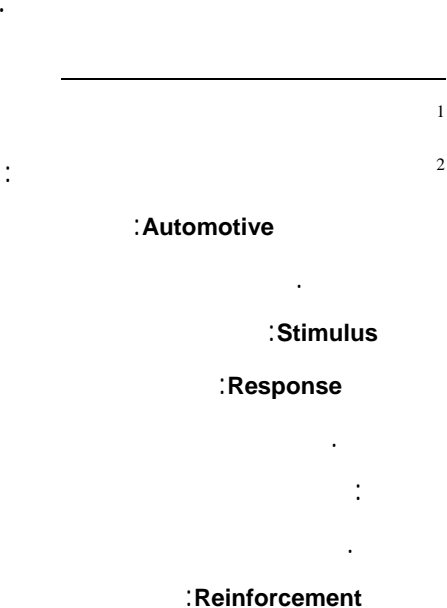 .
1
2
:
:Automotive
.
:Stimulus
:Response
.
:
.
:Reinforcement